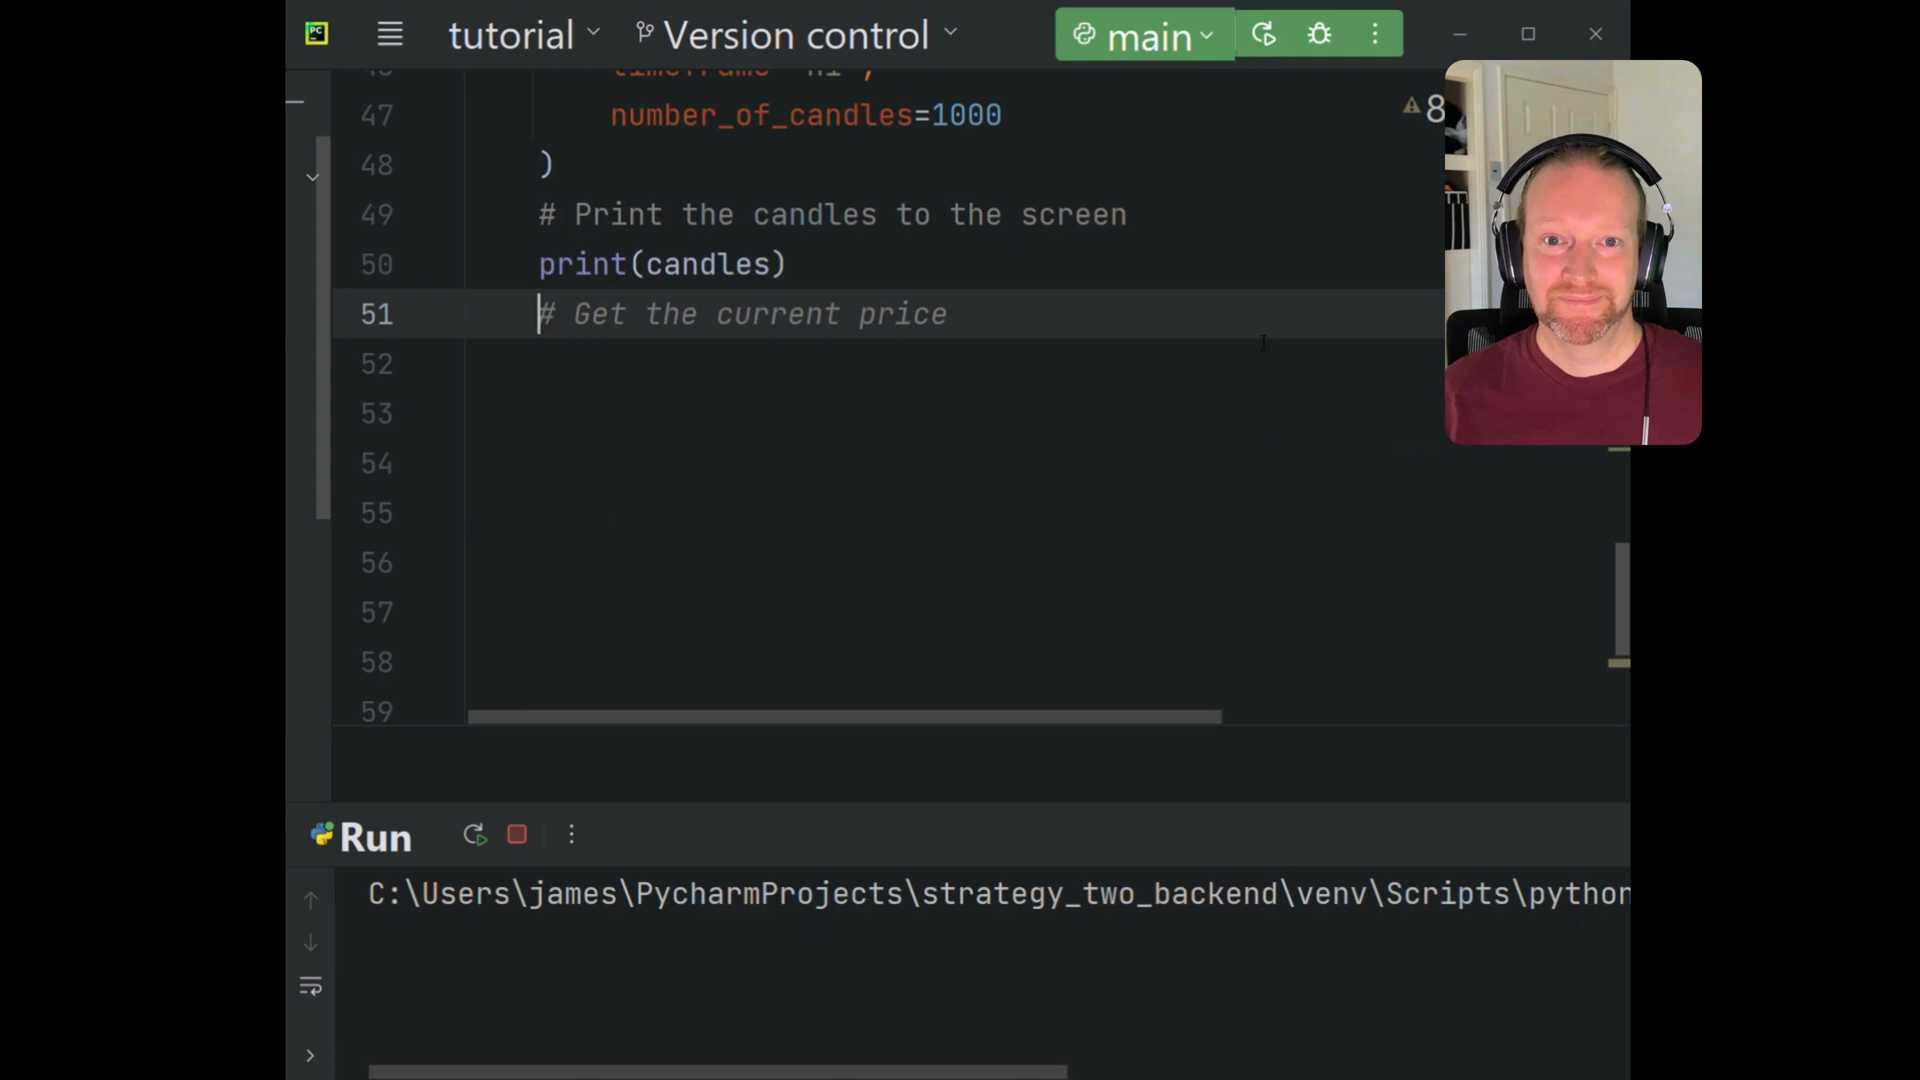 PC
tutorial
Version control
main
47 number_of_candles=1000
8
48 )
49 # Print the candles to the screen
50 print(candles)
51 # Get the current price
52
53
54
55
56
57
58
59
Run
C:\Users\james\PycharmProjects\strategy_two_backend\venv\Scripts\python